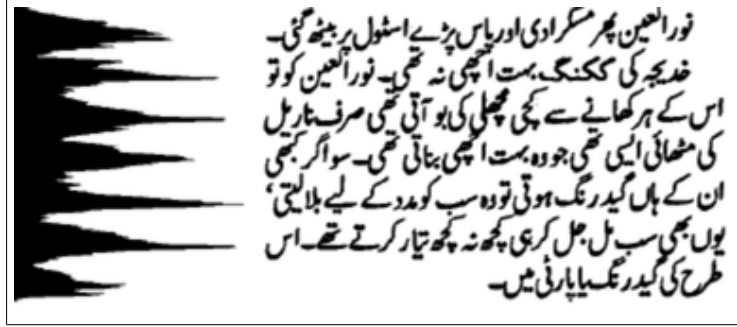 نورالعین پھر مسکرا دی اور پاس پڑے اسٹول پر بیٹھ گئی۔
خدیجہ کی ککنگ بہت اچھی نہ تھی۔ نورالعین کو تو
اس کے ہر کھانے سے کچی مچھلی کی بو آتی تھی صرف ناریل
کی مٹھائی ایسی تھی جو وہ بہت اچھی بناتی تھی۔ سو اگر کبھی
ان کے ہاں گیدرنگ ہوتی تو وہ سب کو مدد کے لیے بلا لیتی‘
یوں بھی سب مل جل کر ہی کچھ نہ کچھ تیار کرتے تھے۔ اس
طرح کی گیدرنگ یا پارٹی میں۔